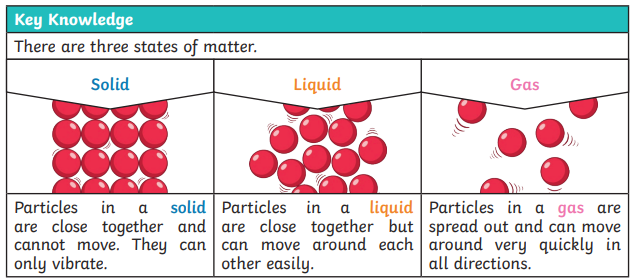 Key Knowledge
There are three states of matter.
Solid
Liquid
Gas
Particles in a solid
are close together and
cannot move. They can
only vibrate.
Particles in a liquid
are close together but
can move around each
other easily.
Particles in a gas are
spread out and can move
around very quickly in
all directions.